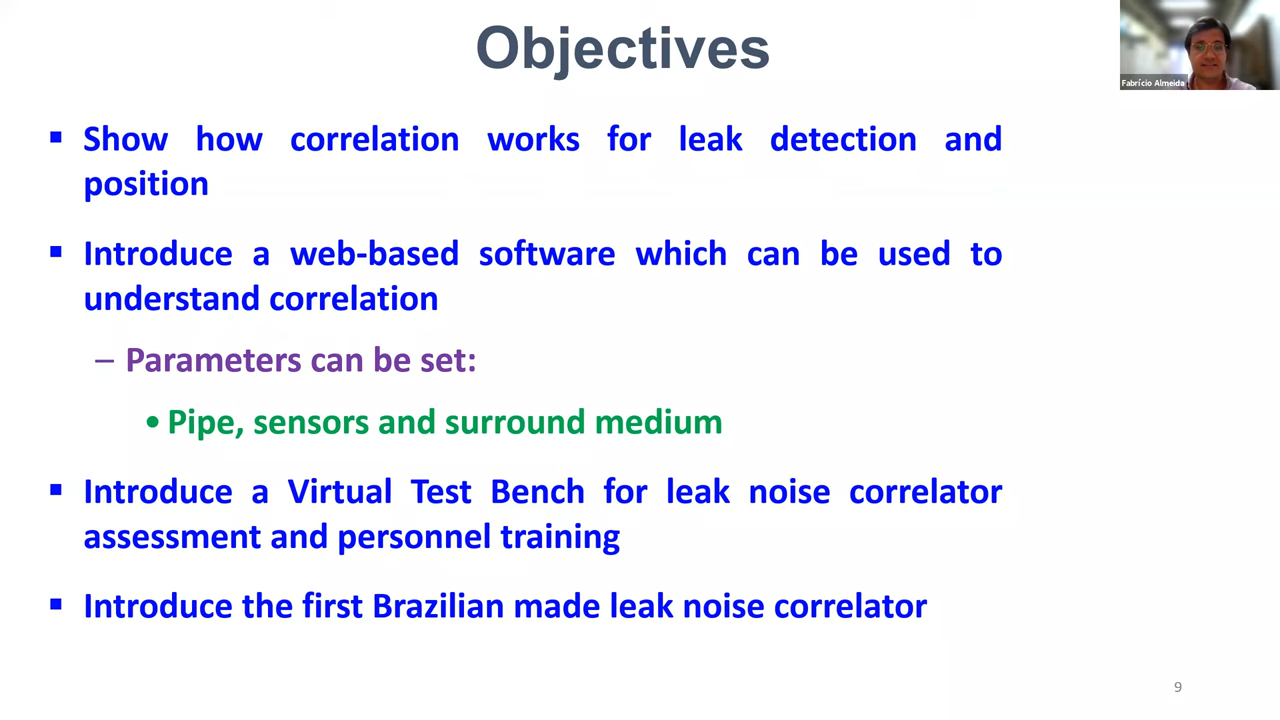 Objectives
Fabrício Almeida
▪ Show how correlation works for leak detection and
position
▪ Introduce a web-based software which can be used to
understand correlation
– Parameters can be set:
• Pipe, sensors and surround medium
▪ Introduce a Virtual Test Bench for leak noise correlator
assessment and personnel training
▪ Introduce the first Brazilian made leak noise correlator
9